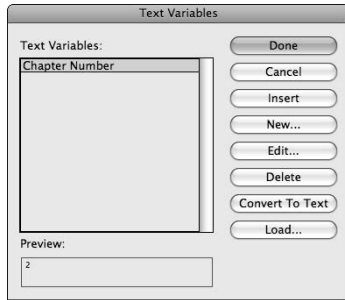 Text Variables
Text Variables:
Chapter Number
Done
Cancel
Insert
New...
Edit...
Delete
Convert To Text
Load...
Preview:
2